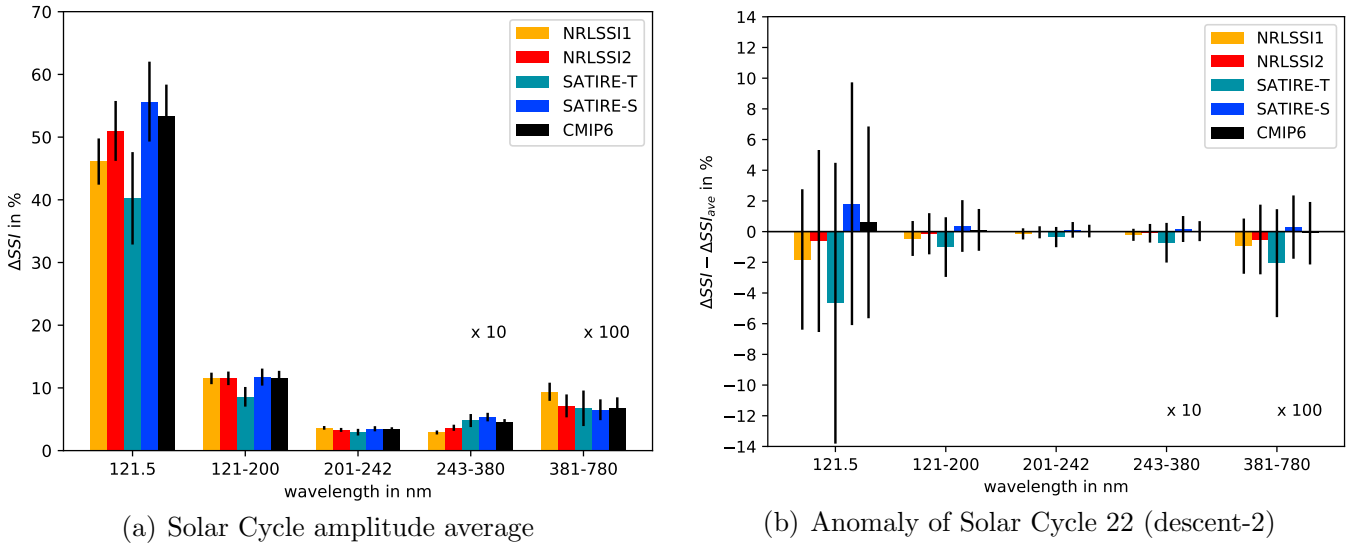 70
60
50
40
30
20
10
0
ΔSSI in %
NRLSSI1
NRLSSI2
SATIRE-T
SATIRE-S
CMIP6
x 10
x 100
121.5
121-200
201-242
243-380
381-780
wavelength in nm
(a) Solar Cycle amplitude average
14
12
10
8
6
4
2
0
−2
−4
−6
−8
−10
−12
−14
ΔSSI − ΔSSIave in %
NRLSSI1
NRLSSI2
SATIRE-T
SATIRE-S
CMIP6
x 10
x 100
121.5
121-200
201-242
243-380
381-780
wavelength in nm
(b) Anomaly of Solar Cycle 22 (descent-2)